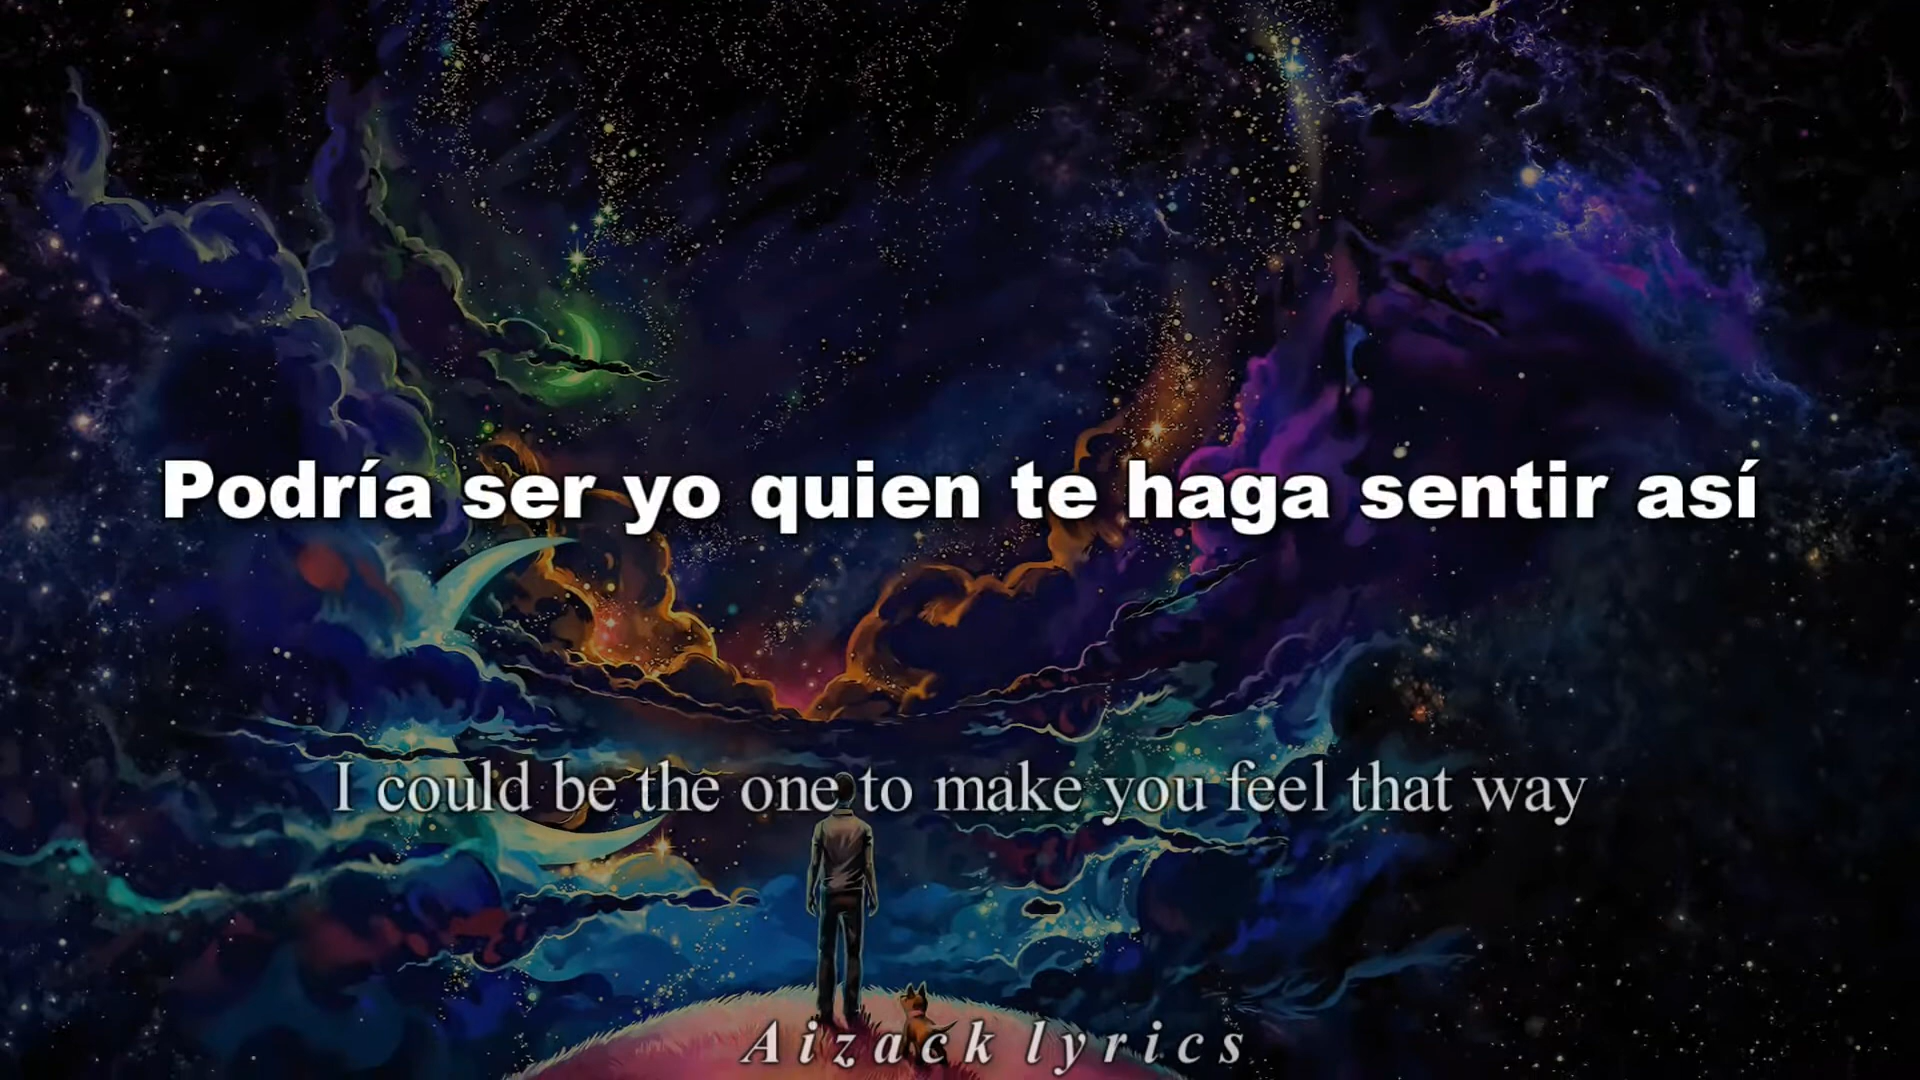 Podría ser yo quien te haga sentir así
I could be the one to make you feel that way
Aizack lyrics